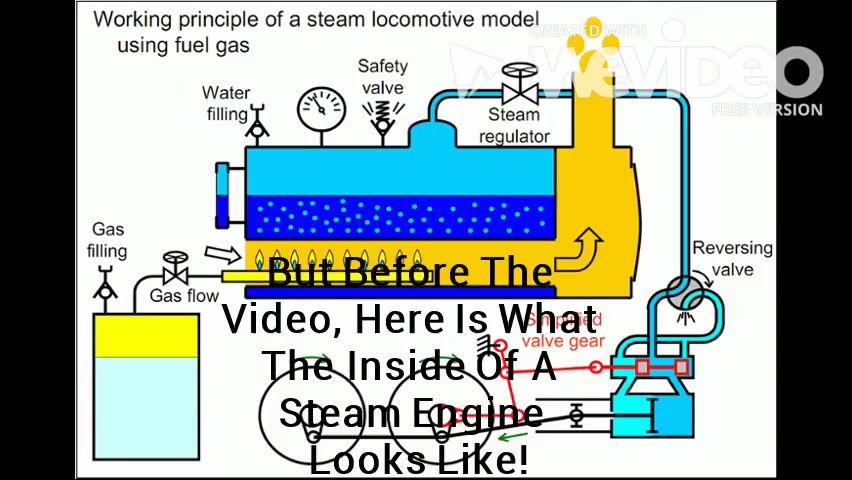 Working principle of a steam locomotive model
using fuel gas
CREATED WITH
WeVideo
FREE VERSION
Safety
valve
Water
filling
Steam
regulator
Gas
filling
Gas flow
Reversing
valve
Simplified
valve gear
But Before The
Video, Here Is What
The Inside Of A
Steam Engine
Looks Like!